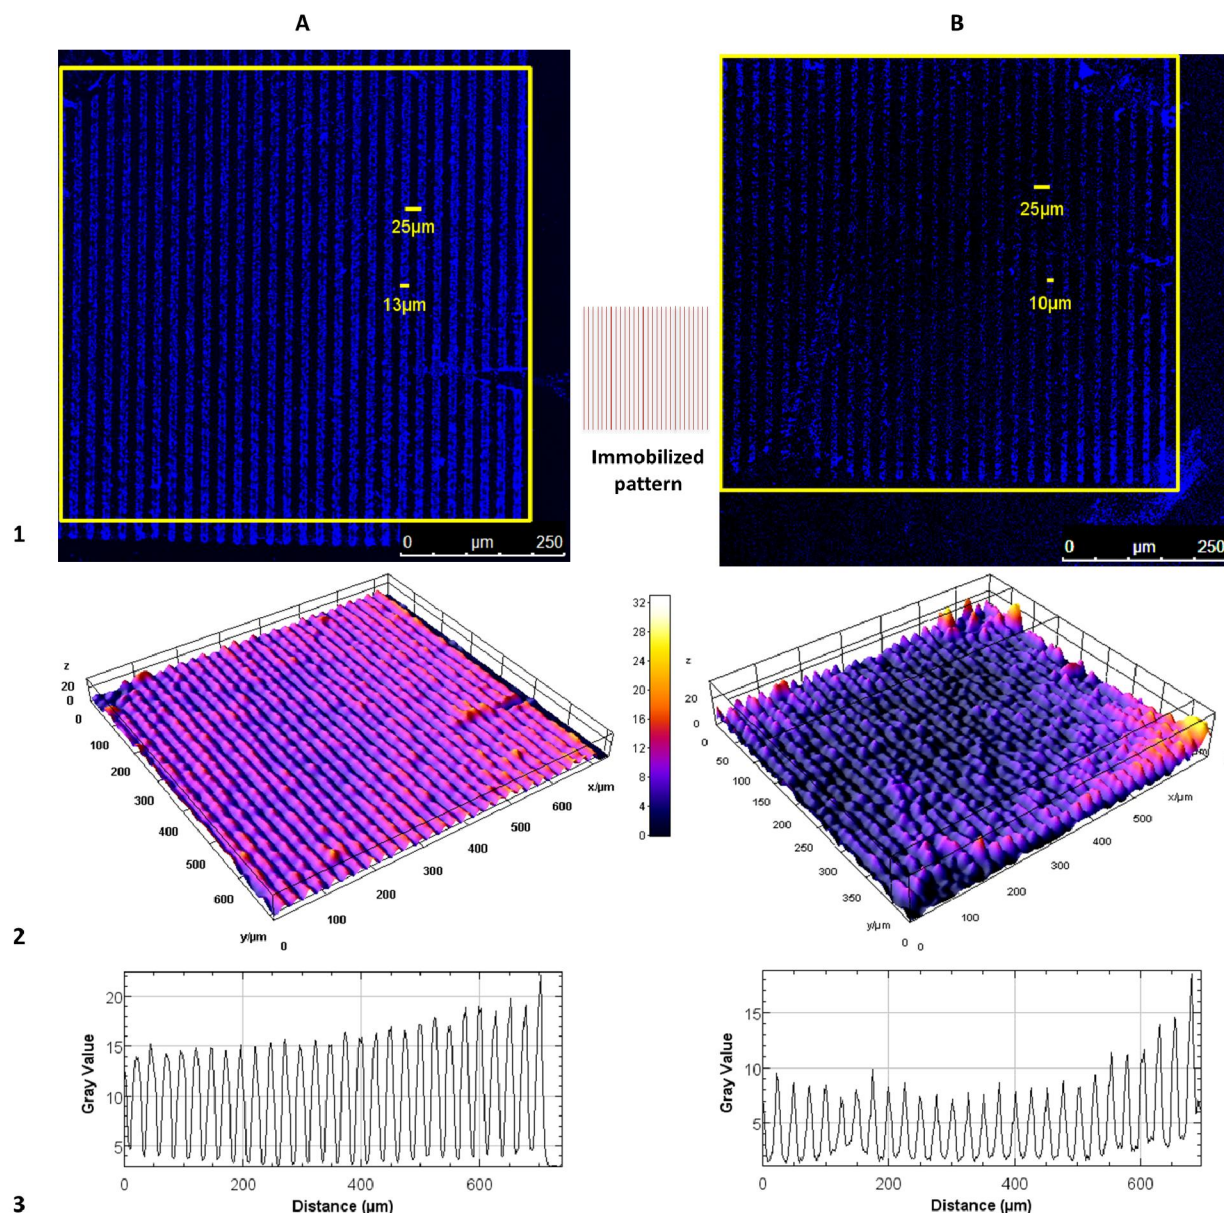 A
B
25µm
13µm
0 µm 250
25µm
10µm
0 µm 250
Immobilized
pattern
1
z
20
0
0
100
200
300
400
500
600
y/µm
0
100
200
300
400
500
600
x/µm
32
28
24
20
16
12
8
4
0
z
20
0
0
50
100
150
200
250
300
350
y/µm
0
0
100
200
300
400
500
x/µm
2
Gray Value
20
15
10
5
0 200 400 600
Distance (µm)
Gray Value
15
10
5
0 200 400 600
Distance (µm)
3